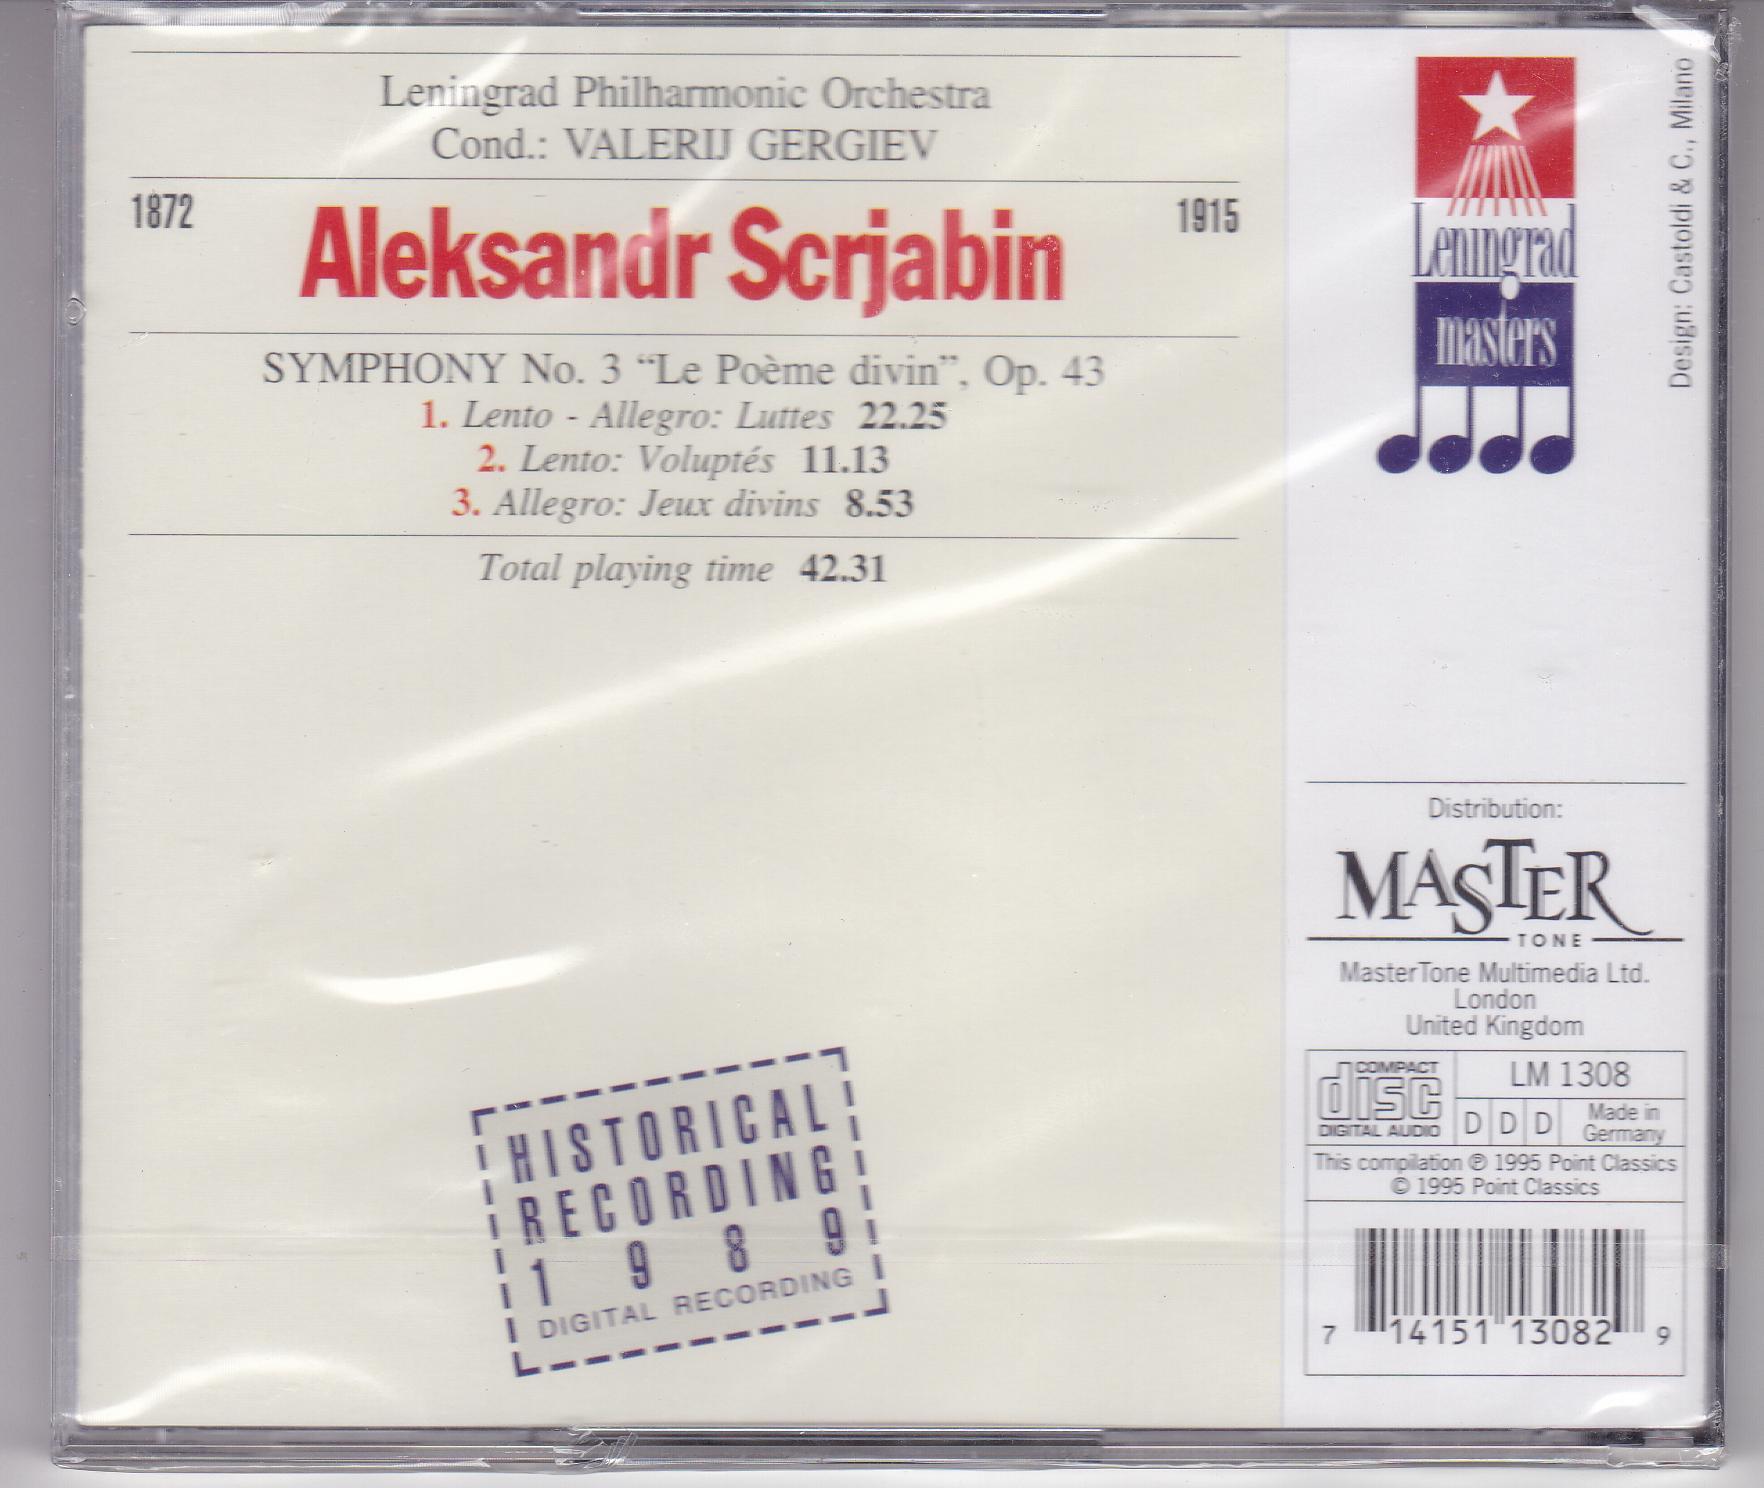 Leningrad Philharmonic Orchestra
Cond.: VALERIJ GERGIEV
1872
Aleksandr Scrjabin
1915
SYMPHONY No. 3 “Le Poème divin”, Op. 43
1. Lento - Allegro: Luttes 22.25
2. Lento: Voluptés 11.13
3. Allegro: Jeux divins 8.53
Total playing time 42.31
HISTORICAL
RECORDING
1989
DIGITAL RECORDING
Leningrad
masters
Design: Castoldi & C., Milano
Distribution:
MASTER
TONE
MasterTone Multimedia Ltd.
London
United Kingdom
COMPACT
disc
DIGITAL AUDIO
LM 1308
D D D
Made in
Germany
This compilation ℗ 1995 Point Classics
© 1995 Point Classics
7 14151 13082 9